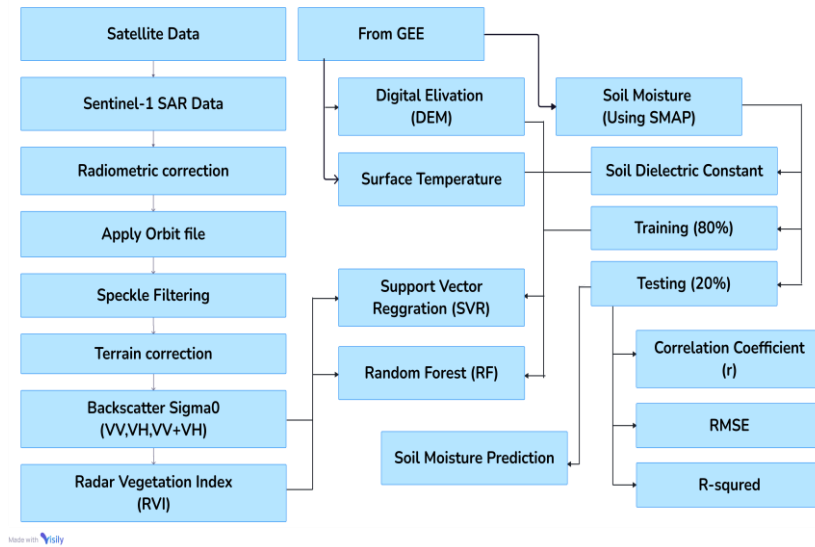 Satellite Data
Sentinel-1 SAR Data
Radiometric correction
Apply Orbit file
Speckle Filtering
Terrain correction
Backscatter Sigma0
(VV,VH,VV+VH)
Radar Vegetation Index
(RVI)
From GEE
Digital Elivation
(DEM)
Surface Temperature
Support Vector
Reggration (SVR)
Random Forest (RF)
Soil Moisture Prediction
Soil Moisture
(Using SMAP)
Soil Dielectric Constant
Training (80%)
Testing (20%)
Correlation Coefficient
(r)
RMSE
R-squred
Made with Visily